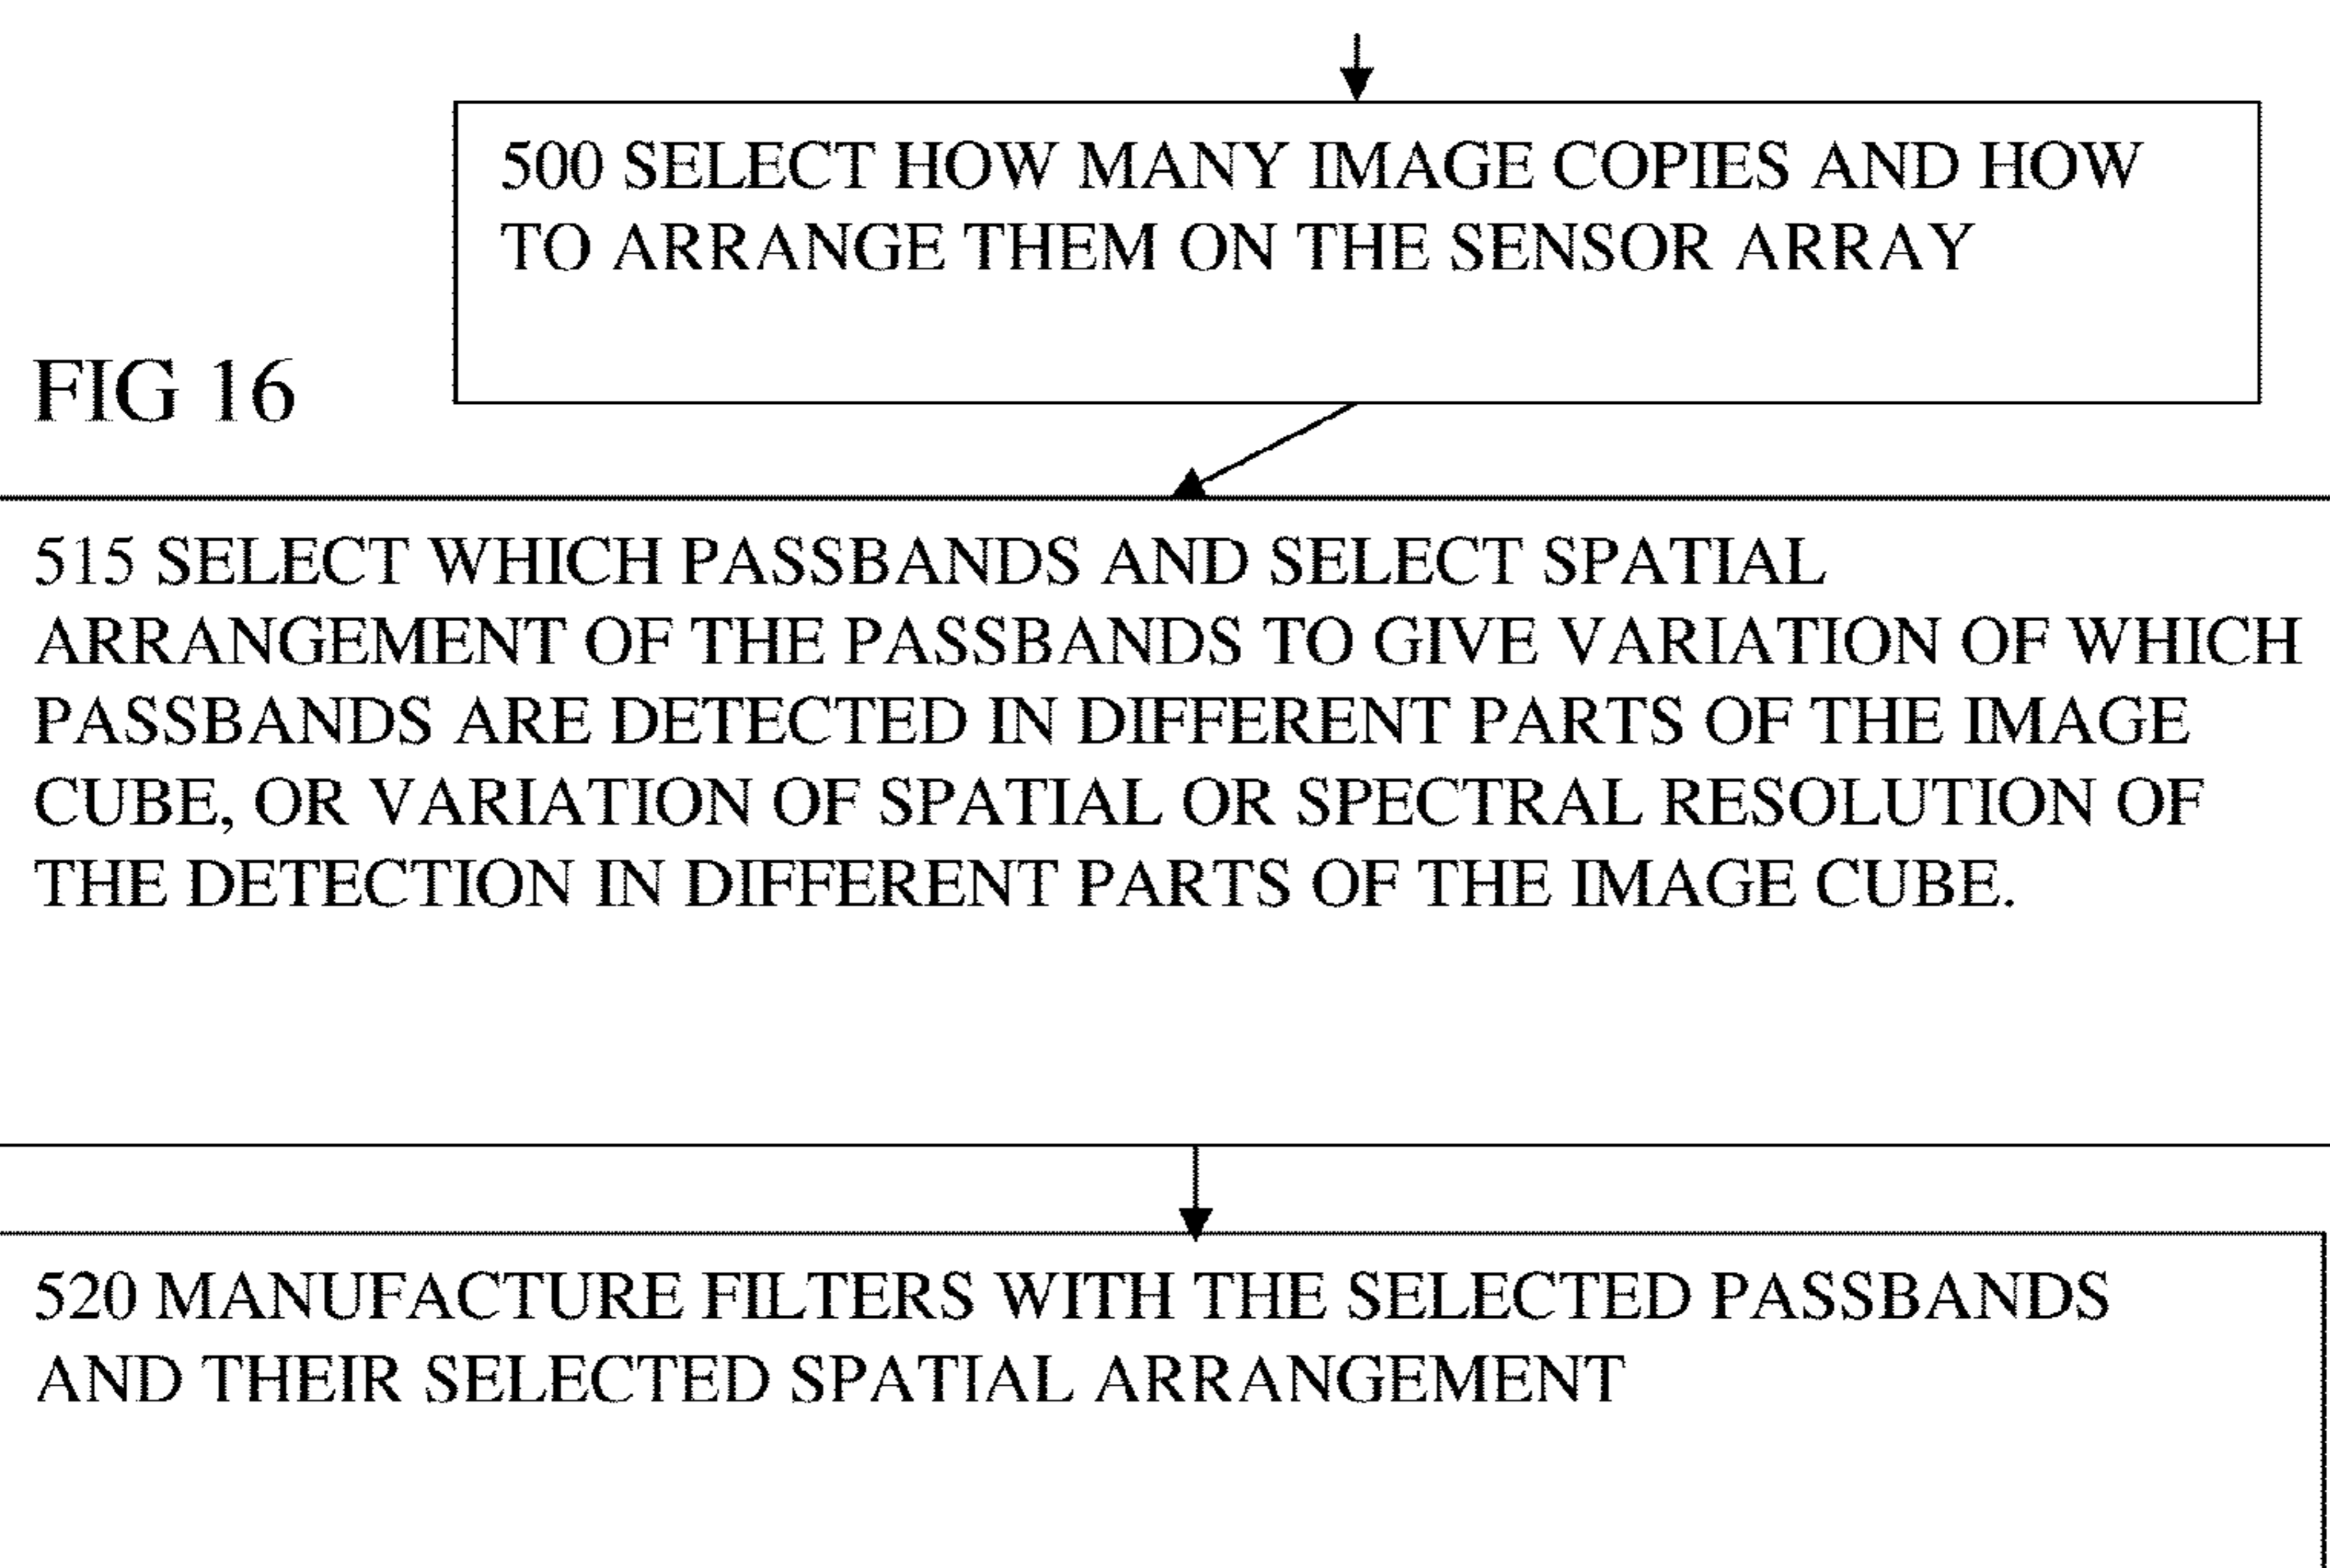 500 SELECT HOW MANY IMAGE COPIES AND HOW
TO ARRANGE THEM ON THE SENSOR ARRAY
FIG 16
515 SELECT WHICH PASSBANDS AND SELECT SPATIAL
ARRANGEMENT OF THE PASSBANDS TO GIVE VARIATION OF WHICH
PASSBANDS ARE DETECTED IN DIFFERENT PARTS OF THE IMAGE
CUBE, OR VARIATION OF SPATIAL OR SPECTRAL RESOLUTION OF
THE DETECTION IN DIFFERENT PARTS OF THE IMAGE CUBE.
520 MANUFACTURE FILTERS WITH THE SELECTED PASSBANDS
AND THEIR SELECTED SPATIAL ARRANGEMENT